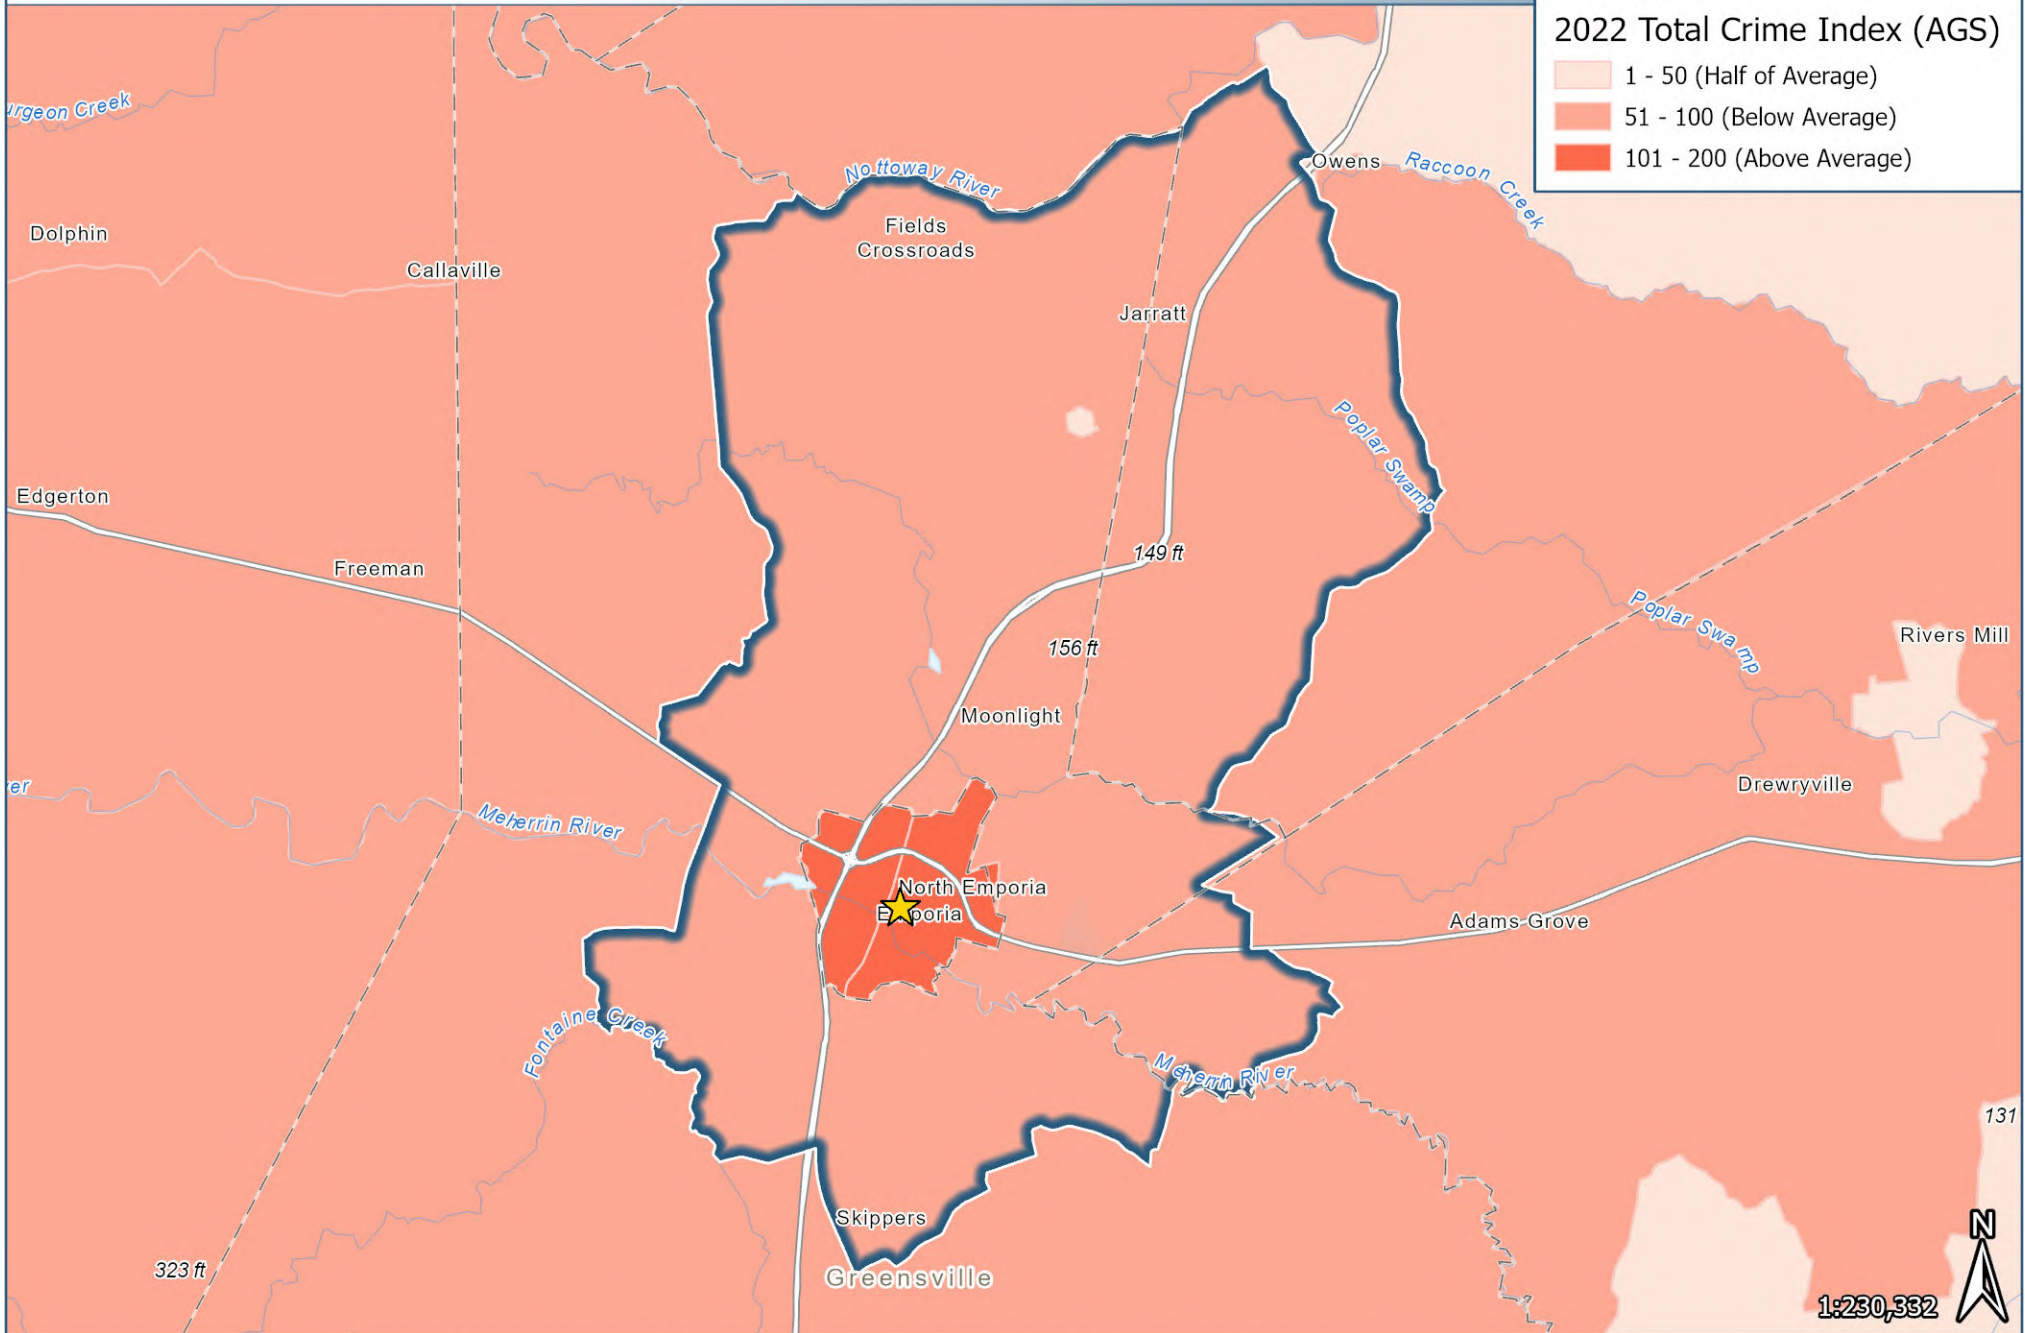 2022 Total Crime Index (AGS)
1 - 50 (Half of Average)
51 - 100 (Below Average)
101 - 200 (Above Average)
urgeon Creek
Owens
Raccoon Creek
Nottoway River
Fields
Crossroads
Dolphin
Callaville
Jarratt
Poplar Swamp
Edgerton
149 ft
Freeman
Poplar Swamp
Rivers Mill
156 ft
Moonlight
Drewryville
er
Meherrin River
North Emporia
Emporia
Adams Grove
Fontaine Creek
Meherrin River
131
Skippers
N
323 ft
Greensville
1:230,332